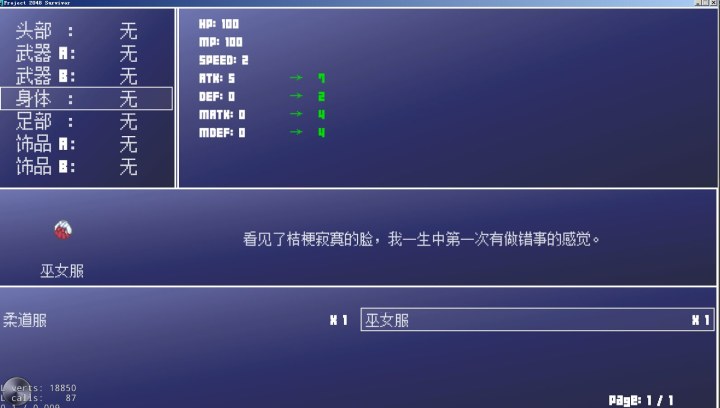 Project 2048 Survivor
头部 : 无
武器 A: 无
武器 B: 无
身体 : 无
足部 : 无
饰品 A: 无
饰品 B: 无
HP: 100
MP: 100
SPEED: 2
ATK: 5 → 7
DEF: 0 → 2
MATK: 0 → 4
MDEF: 0 → 4
巫女服
看见了桔梗寂寞的脸，我一生中第一次有做错事的感觉。
柔道服 X 1
巫女服 X 1
L verts: 18850
L calls: 87
Page: 1 / 1